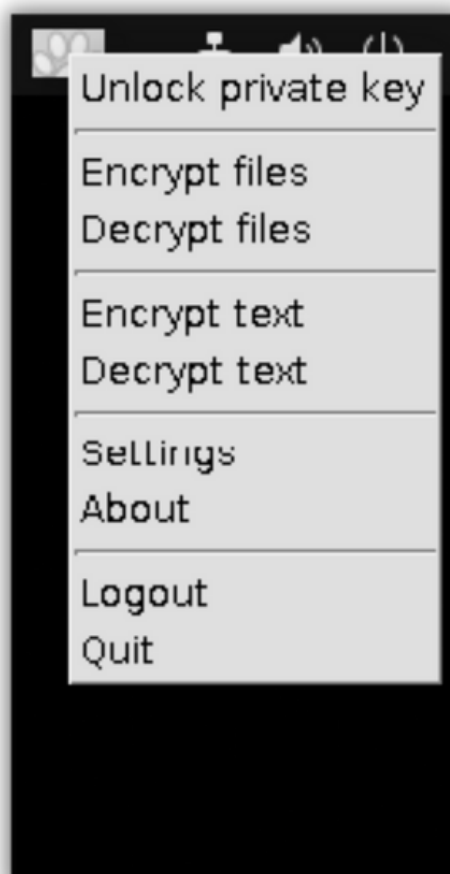 Unlock private key
Encrypt files
Decrypt files
Encrypt text
Decrypt text
Settings
About
Logout
Quit